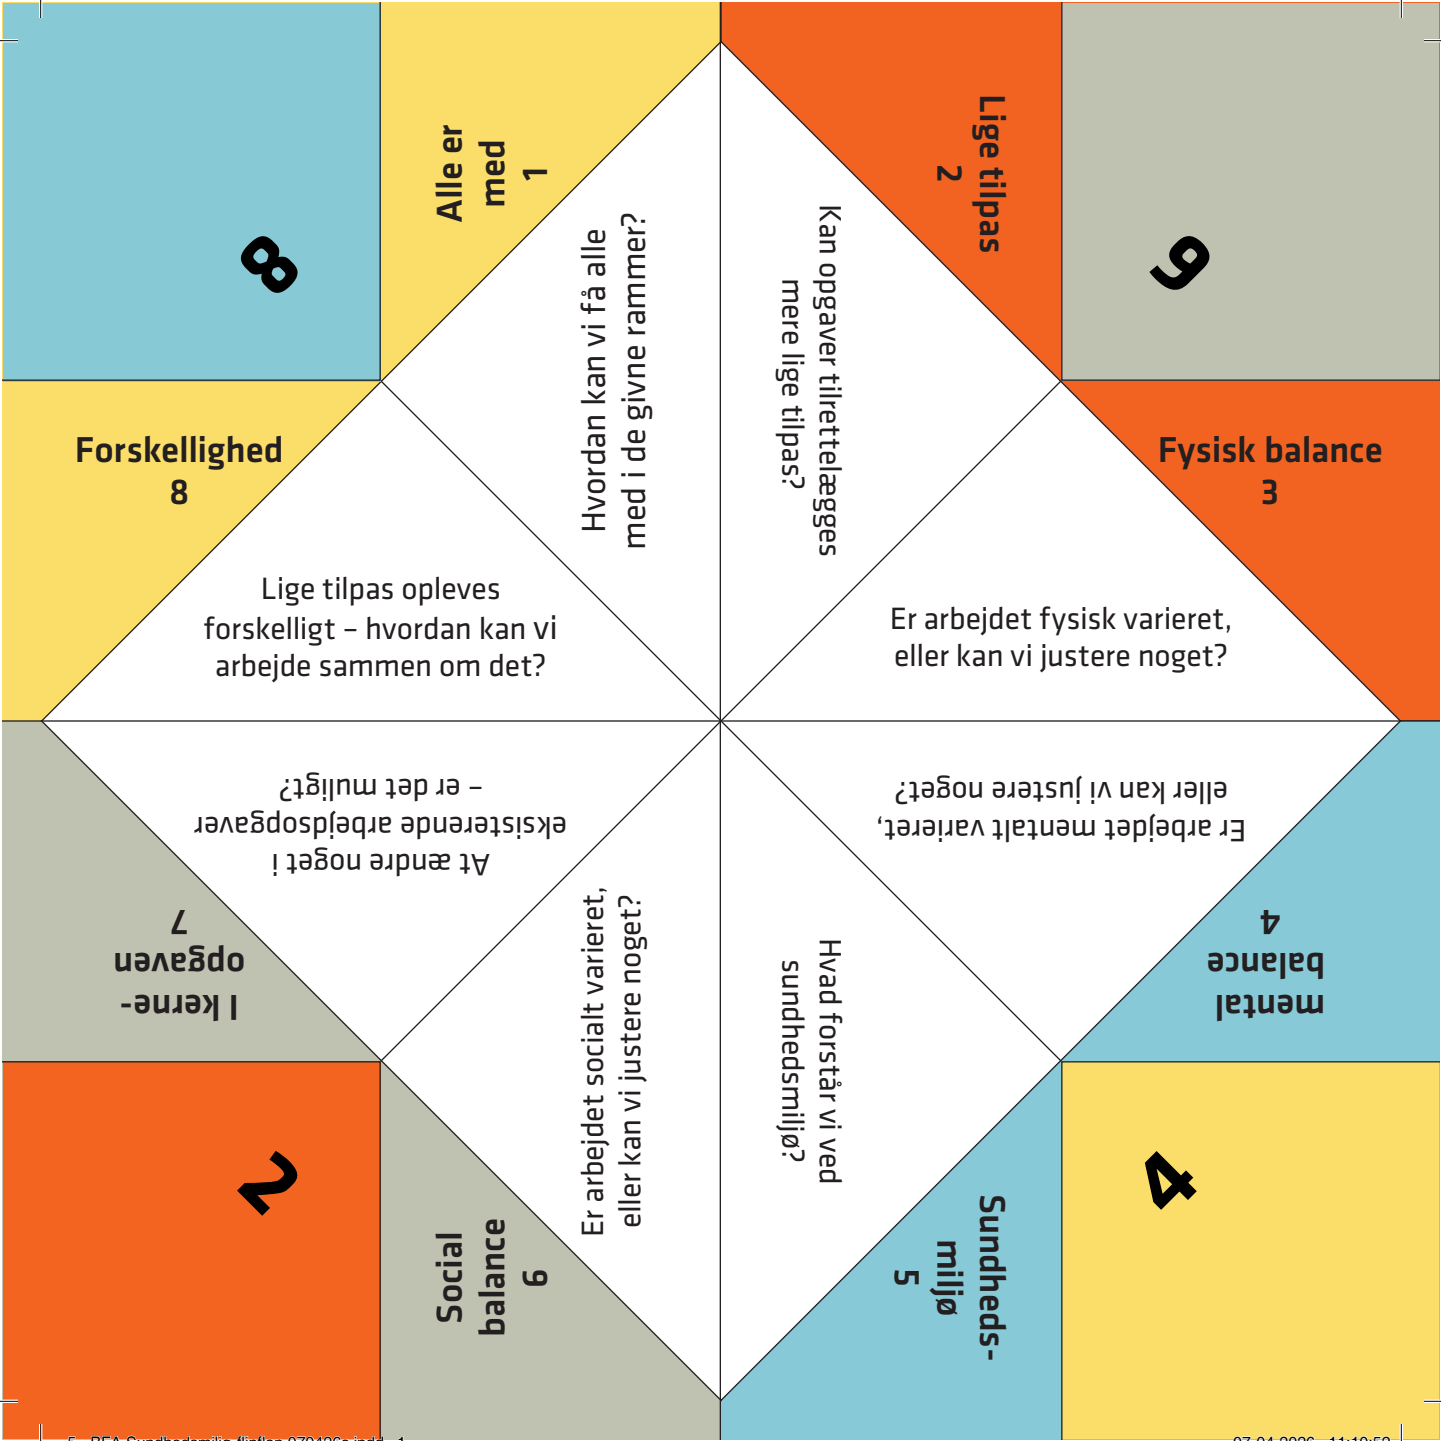 8
Alle er
med
1
Hvordan kan vi få alle
med i de givne rammer?
Lige tilpas
2
Kan opgaver tilrettelægges
mere lige tilpas?
6
Forskellighed
8
Lige tilpas opleves
forskelligt – hvordan kan vi
arbejde sammen om det?
Fysisk balance
3
Er arbejdet fysisk varieret,
eller kan vi justere noget?
I kerne-
opgaven
7
At ændre noget i
eksisterende arbejdsopgaver
– er det muligt?
mental
balance
4
Er arbejdet mentalt varieret,
eller kan vi justere noget?
2
Social
balance
6
Er arbejdet socialt varieret,
eller kan vi justere noget?
Sundheds-
miljø
5
Hvad forstår vi ved
sundhedsmiljø?
4